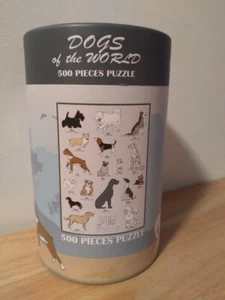 DOGS
of the WORLD
500 PIECES PUZZLE
500 PIECES PUZZLE